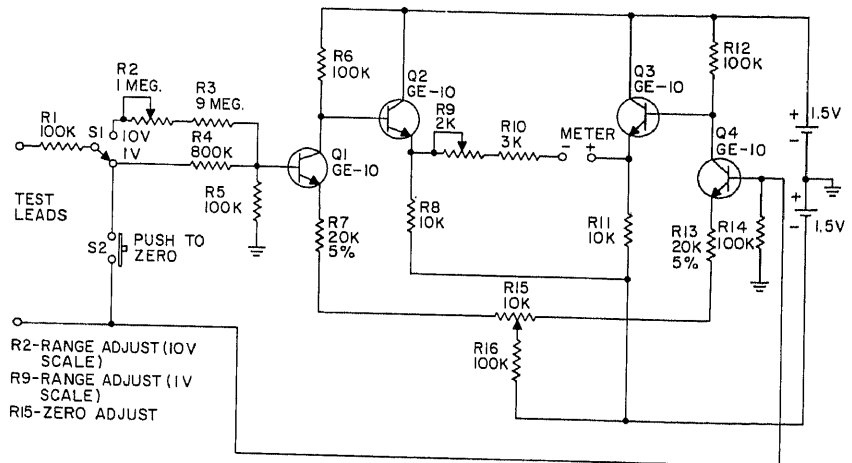 R1
100K
S1
R2
1 MEG.
R3
9 MEG.
10V
1V
R4
800K
R5
100K
TEST
LEADS
S2
PUSH TO
ZERO
R6
100K
Q1
GE-10
R7
20K
5%
Q2
GE-10
R8
10K
R9
2K
R10
3K
METER
- +
Q3
GE-10
R11
10K
R12
100K
Q4
GE-10
R13
20K
5%
R14
100K
R15
10K
R16
100K
+
1.5V
-
+
1.5V
-
R2-RANGE ADJUST (10V
SCALE)
R9-RANGE ADJUST (1V
SCALE)
R15-ZERO ADJUST